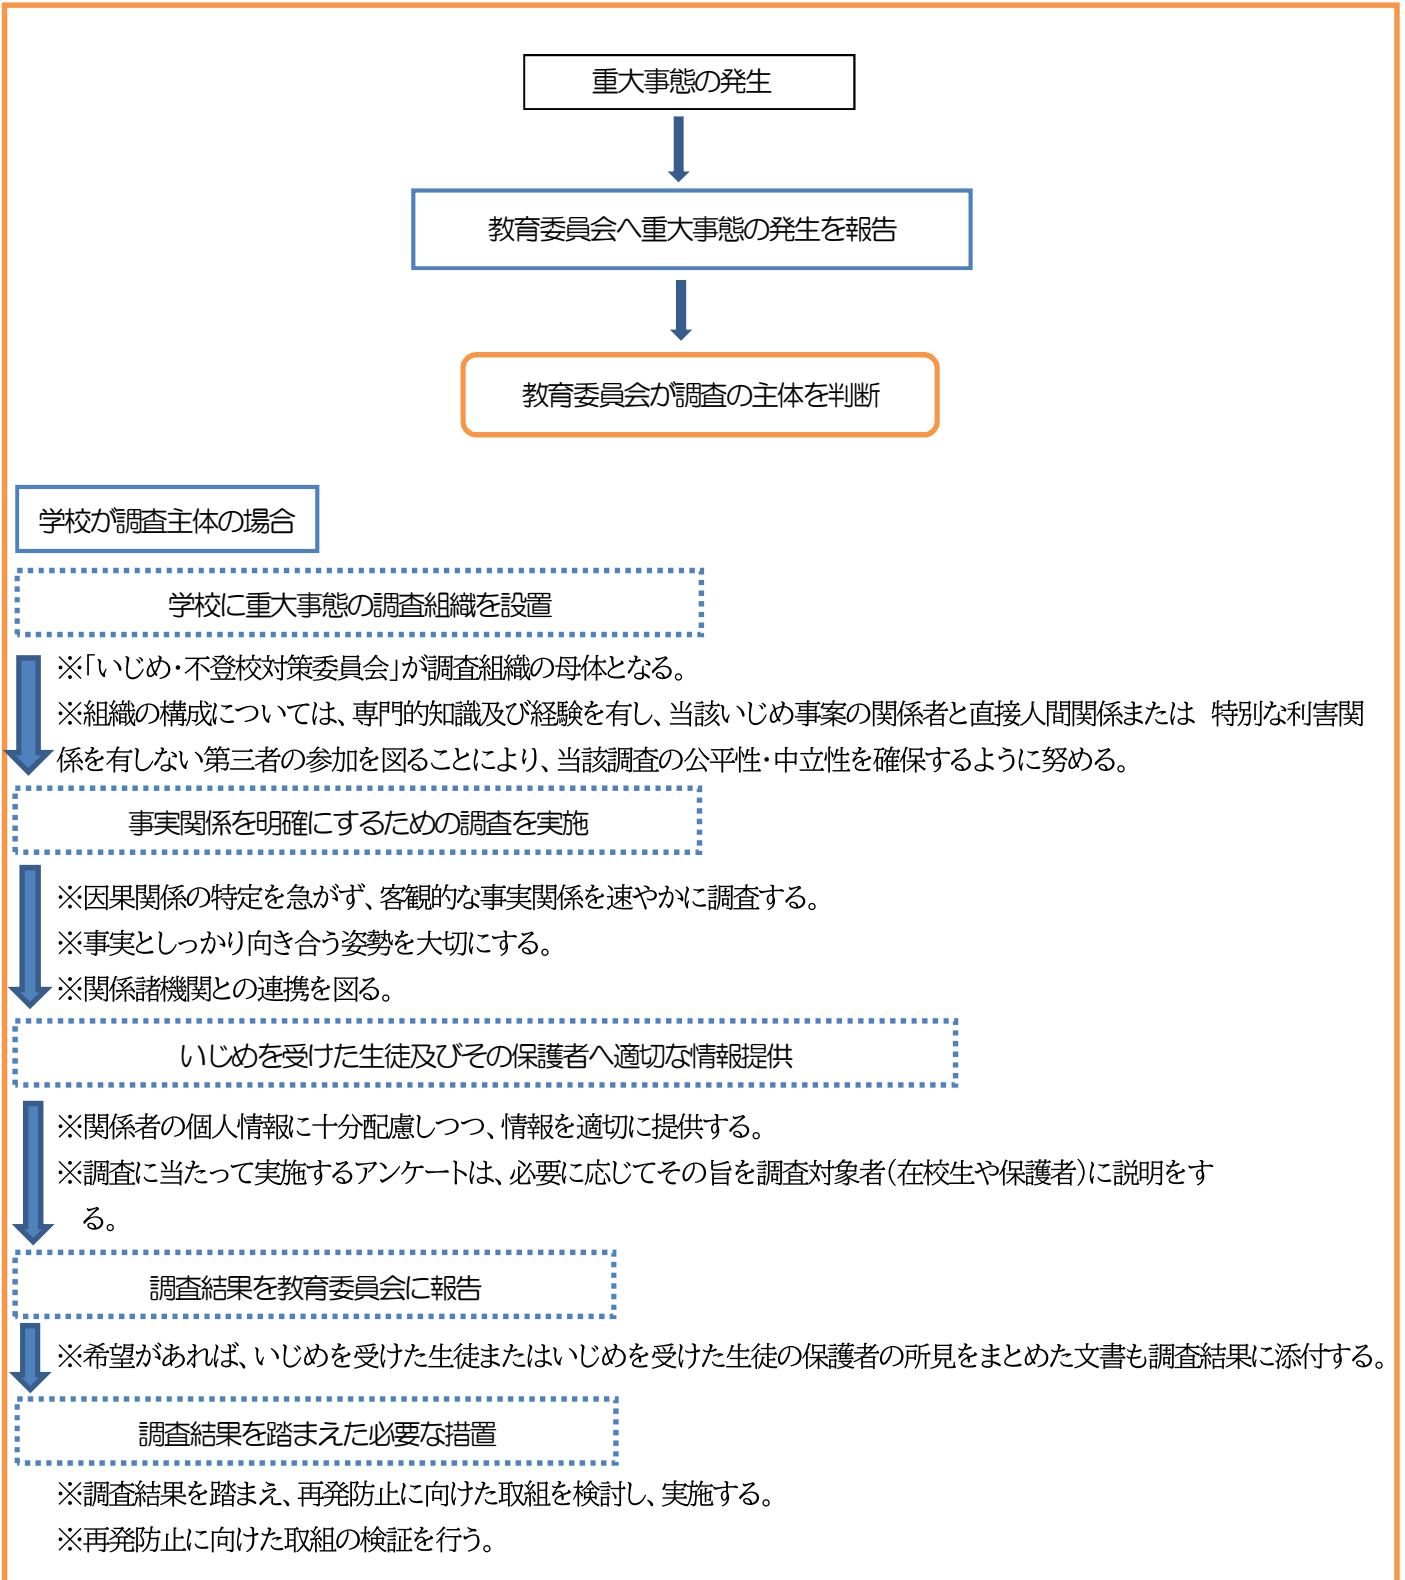 重大事態の発生
教育委員会へ重大事態の発生を報告
教育委員会が調査の主体を判断
学校が調査主体の場合
学校に重大事態の調査組織を設置
※「いじめ・不登校対策委員会」が調査組織の母体となる。
※組織の構成については、専門的知識及び経験を有し、当該いじめ事案の関係者と直接人間関係または　特別な利害関
係を有しない第三者の参加を図ることにより、当該調査の公平性・中立性を確保するように努める。
事実関係を明確にするための調査を実施
※因果関係の特定を急がず、客観的な事実関係を速やかに調査する。
※事実としっかり向き合う姿勢を大切にする。
※関係諸機関との連携を図る。
いじめを受けた生徒及びその保護者へ適切な情報提供
※関係者の個人情報に十分配慮しつつ、情報を適切に提供する。
※調査に当たって実施するアンケートは、必要に応じてその旨を調査対象者（在校生や保護者）に説明をす
る。
調査結果を教育委員会に報告
※希望があれば、いじめを受けた生徒またはいじめを受けた生徒の保護者の所見をまとめた文書も調査結果に添付する。
調査結果を踏まえた必要な措置
※調査結果を踏まえ、再発防止に向けた取組を検討し、実施する。
※再発防止に向けた取組の検証を行う。